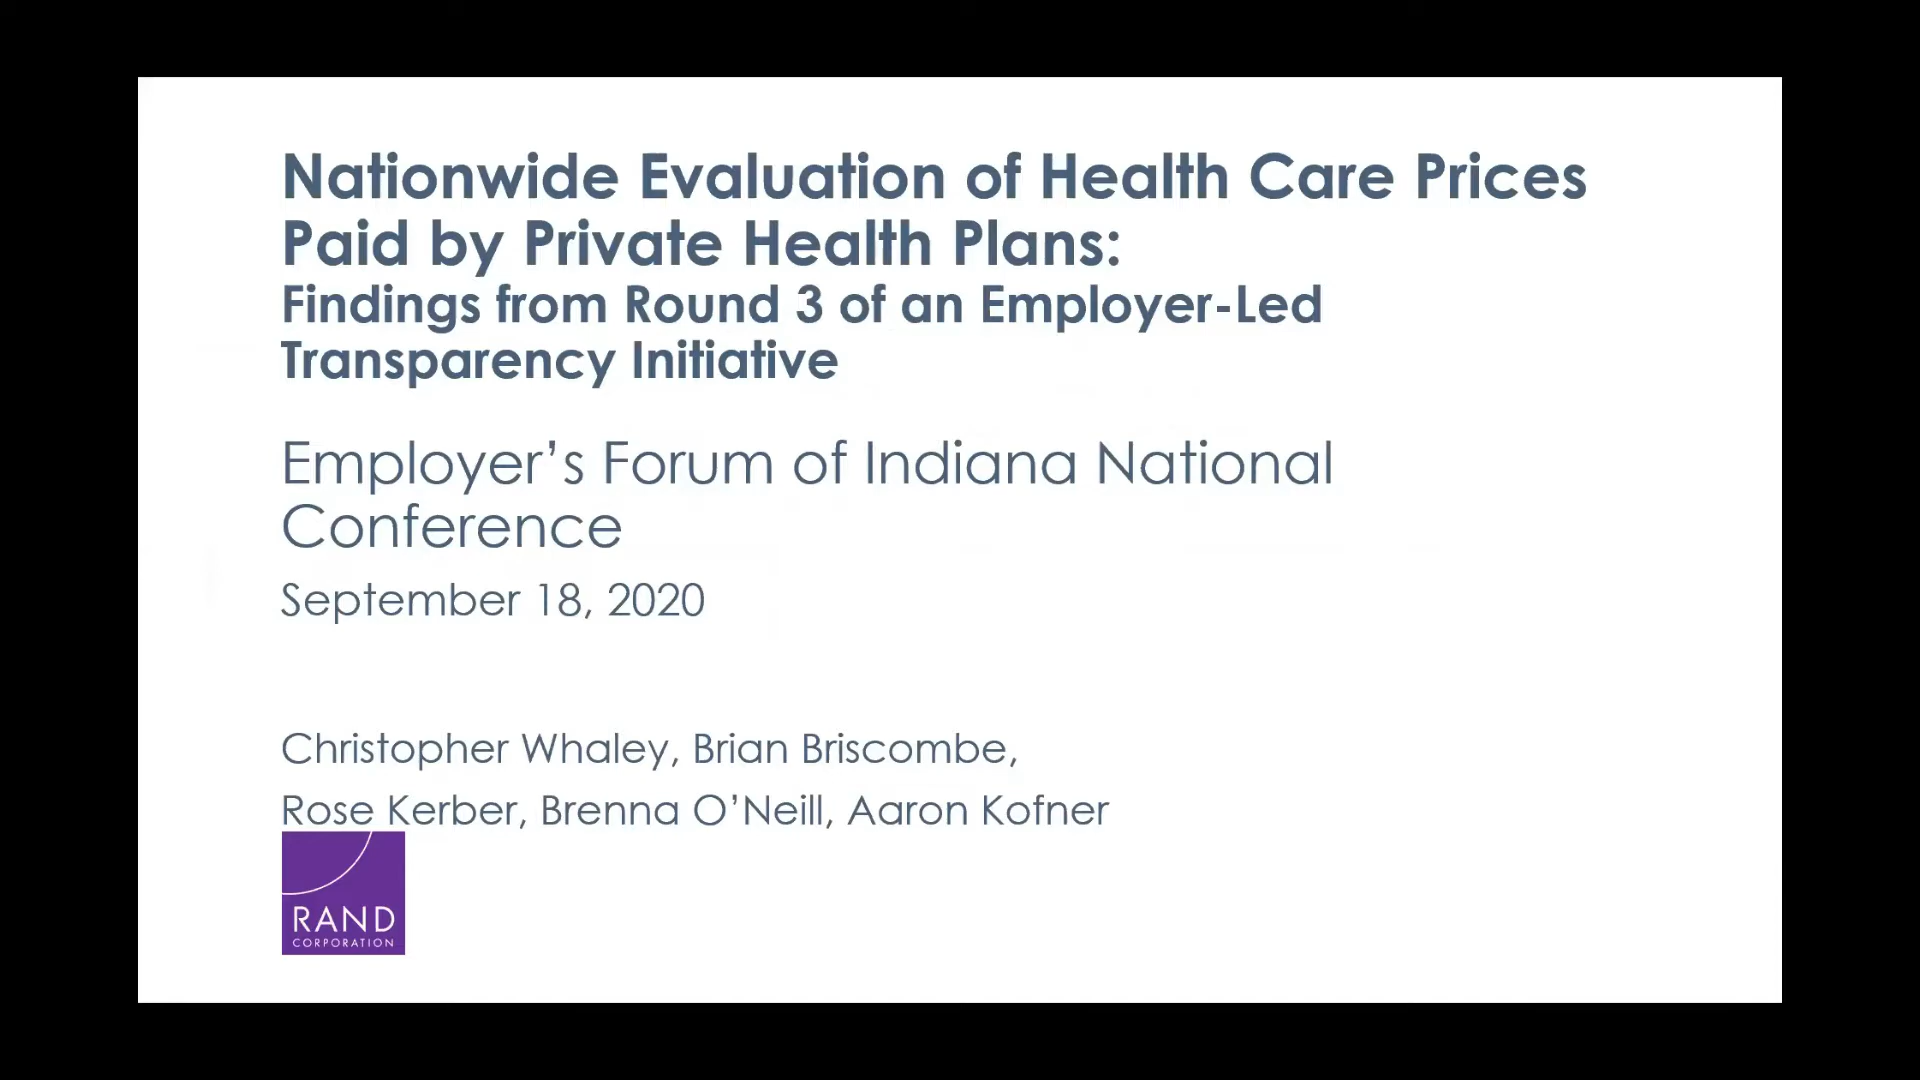 Nationwide Evaluation of Health Care Prices
Paid by Private Health Plans:
Findings from Round 3 of an Employer-Led
Transparency Initiative
Employer’s Forum of Indiana National
Conference
September 18, 2020
Christopher Whaley, Brian Briscombe,
Rose Kerber, Brenna O’Neill, Aaron Kofner
RAND
CORPORATION